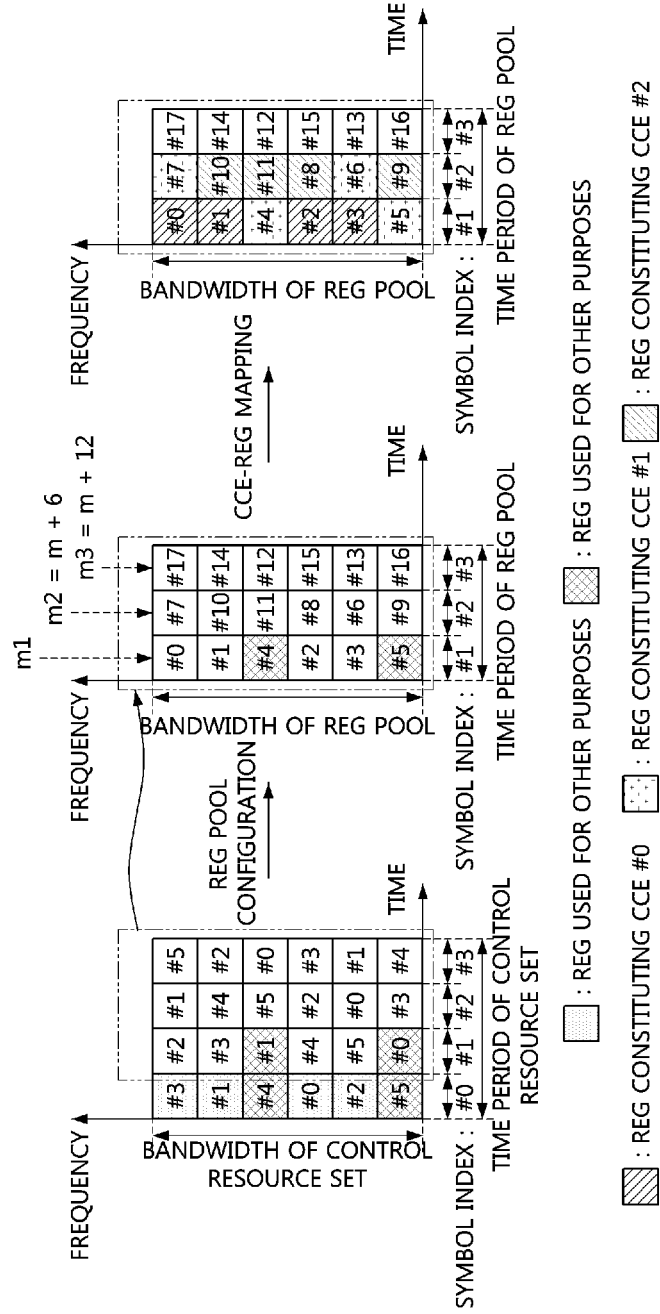 FREQUENCY
BANDWIDTH OF CONTROL
RESOURCE SET
#3 #2 #1 #5
#1 #3 #4 #2
#4 #1 #5 #0
#0 #4 #2 #3
#2 #5 #0 #1
#5 #0 #3 #4
TIME
SYMBOL INDEX : #0 #1 #2 #3
TIME PERIOD OF CONTROL
RESOURCE SET
REG POOL
CONFIGURATION
m1
m2 = m + 6
m3 = m + 12
FREQUENCY
BANDWIDTH OF REG POOL
#0 #7 #17
#1 #10 #14
#4 #11 #12
#2 #8 #15
#3 #6 #13
#5 #9 #16
TIME
SYMBOL INDEX : #1 #2 #3
TIME PERIOD OF REG POOL
CCE-REG MAPPING
FREQUENCY
BANDWIDTH OF REG POOL
#0 #7 #17
#1 #10 #14
#4 #11 #12
#2 #8 #15
#3 #6 #13
#5 #9 #16
TIME
SYMBOL INDEX : #1 #2 #3
TIME PERIOD OF REG POOL
: REG USED FOR OTHER PURPOSES
: REG USED FOR OTHER PURPOSES
: REG CONSTITUTING CCE #0
: REG CONSTITUTING CCE #1
: REG CONSTITUTING CCE #2